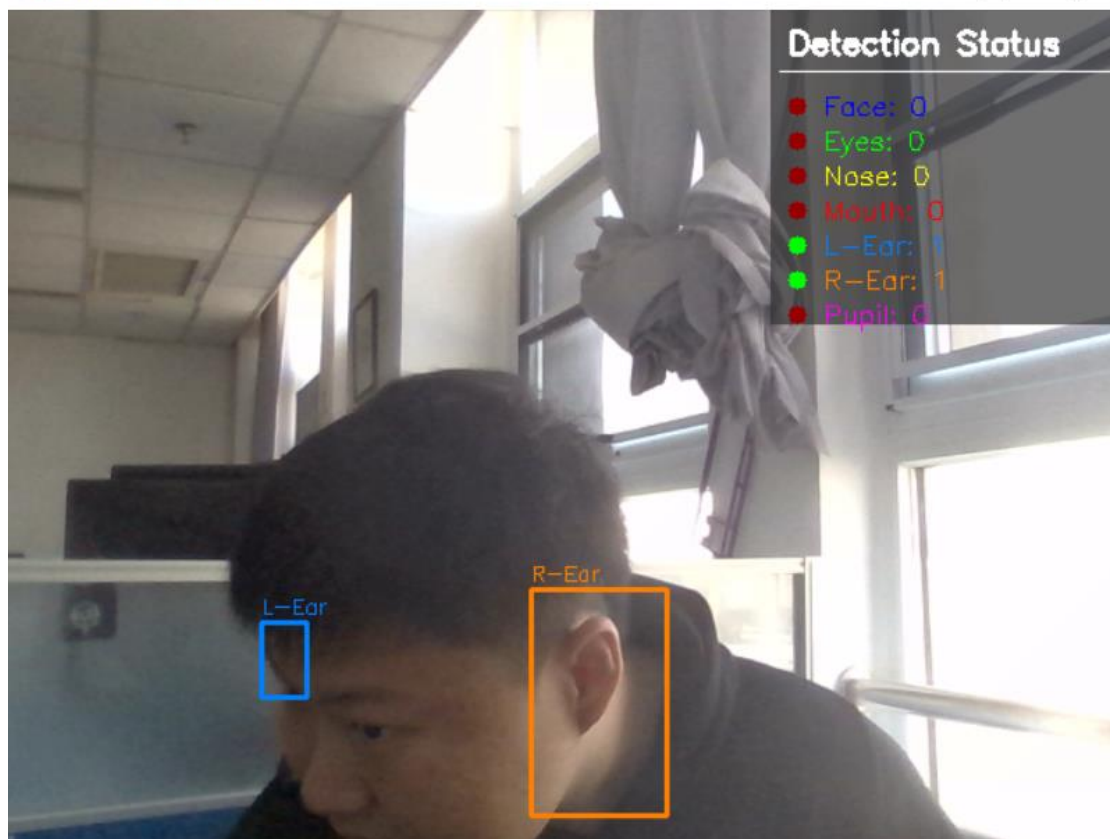 Detection Status
Face: 0
Eyes: 0
Nose: 0
Mouth: 0
L-Ear: 1
R-Ear: 1
Pupil: 0
R-Ear
L-Ear